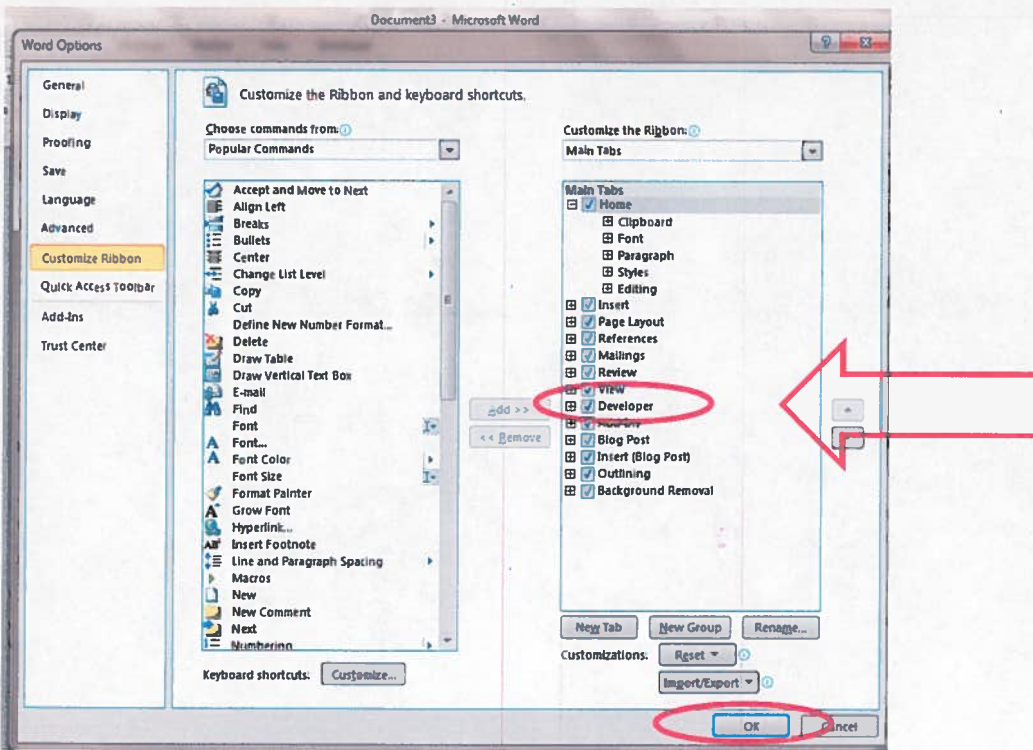 Document3 - Microsoft Word
Word Options
General
Display
Proofing
Save
Language
Advanced
Customize Ribbon
Quick Access Toolbar
Add-Ins
Trust Center
Customize the Ribbon and keyboard shortcuts.
Choose commands from:
Popular Commands
Accept and Move to Next
Align Left
Breaks
Bullets
Center
Change List Level
Copy
Cut
Define New Number Format...
Delete
Draw Table
Draw Vertical Text Box
E-mail
Find
Font
Font...
Font Color
Font Size
Format Painter
Grow Font
Hyperlink...
Insert Footnote
Line and Paragraph Spacing
Macros
New
New Comment
Next
Numbering
Keyboard shortcuts: Customize...
Add >>
<< Remove
Customize the Ribbon:
Main Tabs
Main Tabs
Home
Clipboard
Font
Paragraph
Styles
Editing
Insert
Page Layout
References
Mailings
Review
View
Developer
Add-Ins
Blog Post
Insert (Blog Post)
Outlining
Background Removal
New Tab New Group Rename...
Customizations: Reset
Import/Export
OK Cancel